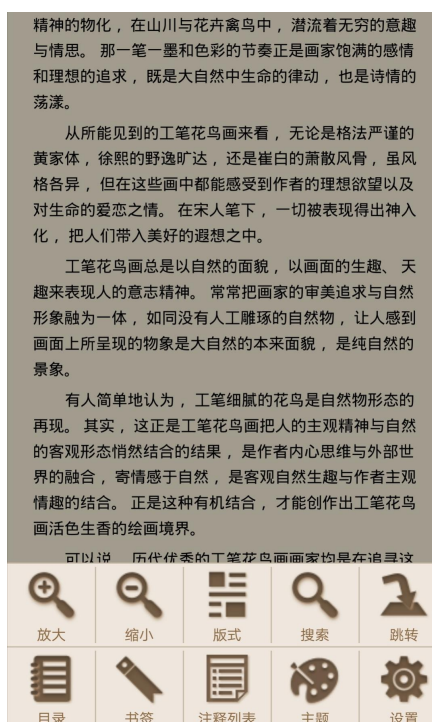 精神的物化，在山川与花卉禽鸟中，潜流着无穷的意趣
与情思。 那一笔一墨和色彩的节奏正是画家饱满的感情
和理想的追求，既是大自然中生命的律动，也是诗情的
荡漾。
从所能见到的工笔花鸟画来看，无论是格法严谨的
黄家体，徐熙的野逸旷达，还是崔白的萧散风骨，虽风
格各异，但在这些画中都能感受到作者的理想欲望以及
对生命的爱恋之情。 在宋人笔下，一切被表现得出神入
化，把人们带入美好的遐想之中。
工笔花鸟画总是以自然的面貌，以画面的生趣、 天
趣来表现人的意志精神。 常常把画家的审美追求与自然
形象融为一体，如同没有人工雕琢的自然物，让人感到
画面上所呈现的物象是大自然的本来面貌，是纯自然的
景象。
有人简单地认为，工笔细腻的花鸟是自然物形态的
再现。 其实，这正是工笔花鸟画把人的主观精神与自然
的客观形态悄然结合的结果，是作者内心思维与外部世
界的融合，寄情感于自然，是客观自然生趣与作者主观
情趣的结合。 正是这种有机结合，才能创作出工笔花鸟
画活色生香的绘画境界。
可以说，历代优秀的工笔花鸟画画家均是在追寻这
放大 缩小 版式 搜索 跳转
目录 书签 注释列表 主题 设置